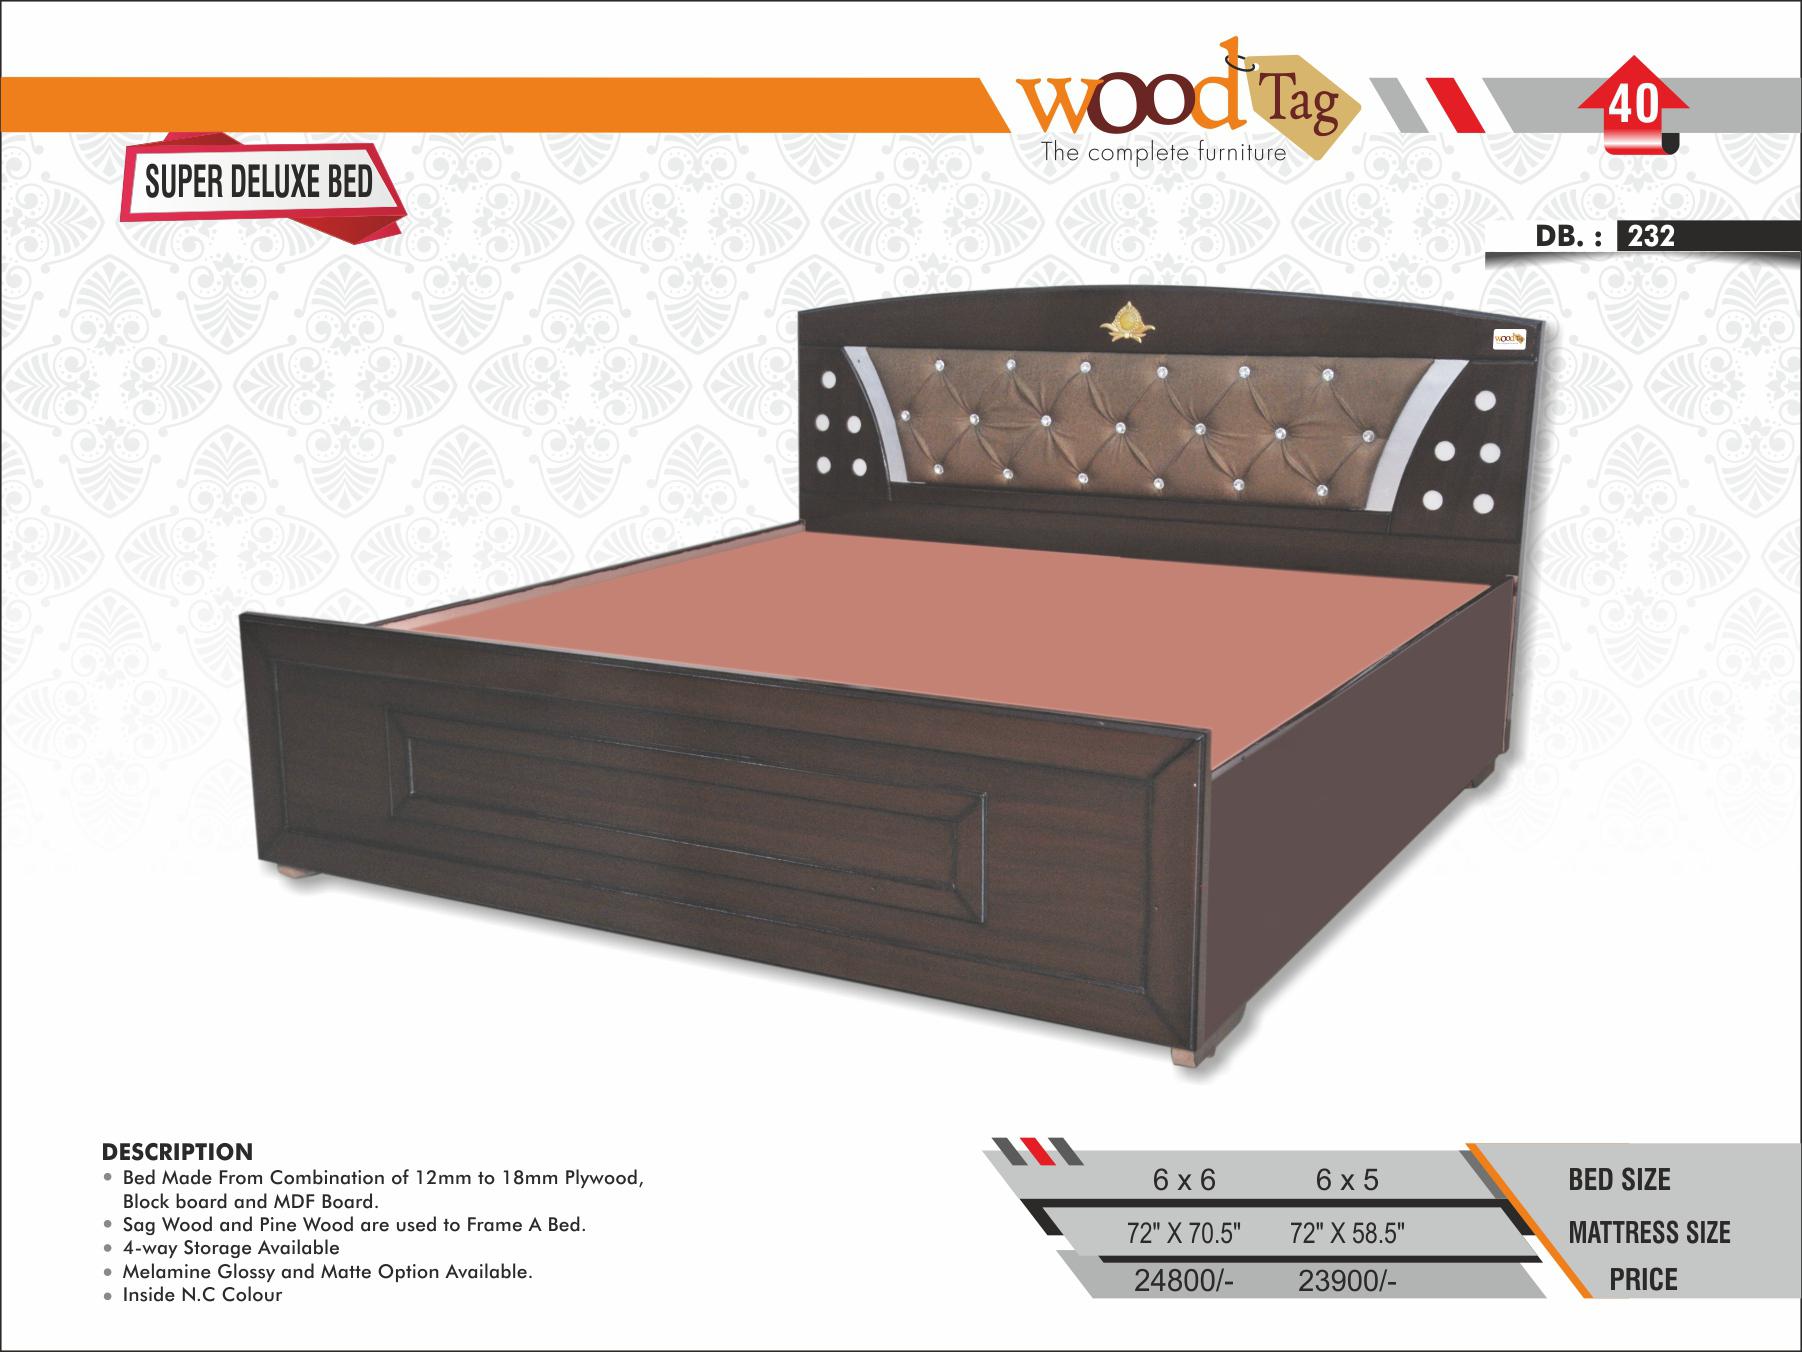 wood Tag
The complete furniture
40
SUPER DELUXE BED
DB. : 232
wood Tag
DESCRIPTION
• Bed Made From Combination of 12mm to 18mm Plywood,
Block board and MDF Board.
• Sag Wood and Pine Wood are used to Frame A Bed.
• 4-way Storage Available
• Melamine Glossy and Matte Option Available.
• Inside N.C Colour
6 x 6 6 x 5 BED SIZE
72" X 70.5" 72" X 58.5" MATTRESS SIZE
24800/- 23900/- PRICE